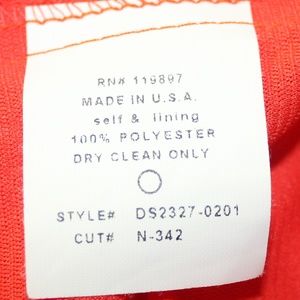 RN# 119897
MADE IN U.S.A.
self & lining
100% POLYESTER
DRY CLEAN ONLY
STYLE# DS2327-0201
CUT# N-342